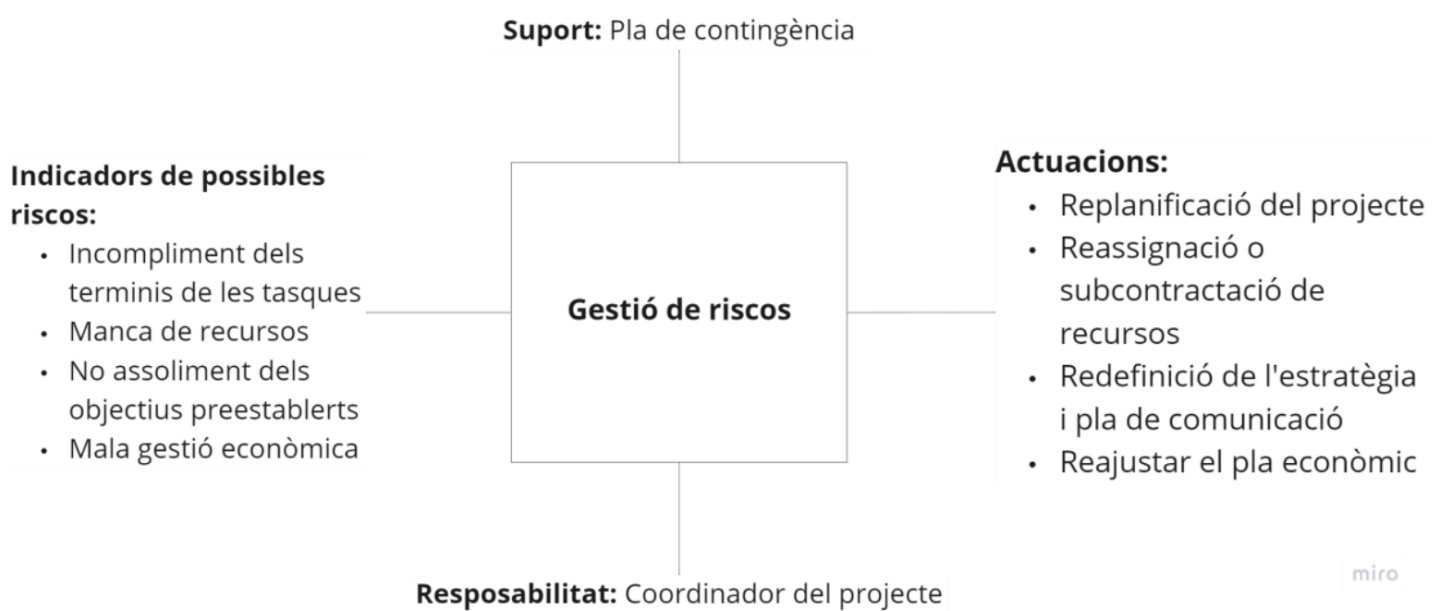 Suport: Pla de contingència
Indicadors de possibles
riscos:
• Incompliment dels
terminis de les tasques
• Manca de recursos
• No assoliment dels
objectius preestablerts
• Mala gestió econòmica
Gestió de riscos
Actuacions:
• Replanificació del projecte
• Reassignació o
subcontractació de
recursos
• Redefinició de l'estratègia
i pla de comunicació
• Reajustar el pla econòmic
Resposabilitat: Coordinador del projecte
miro